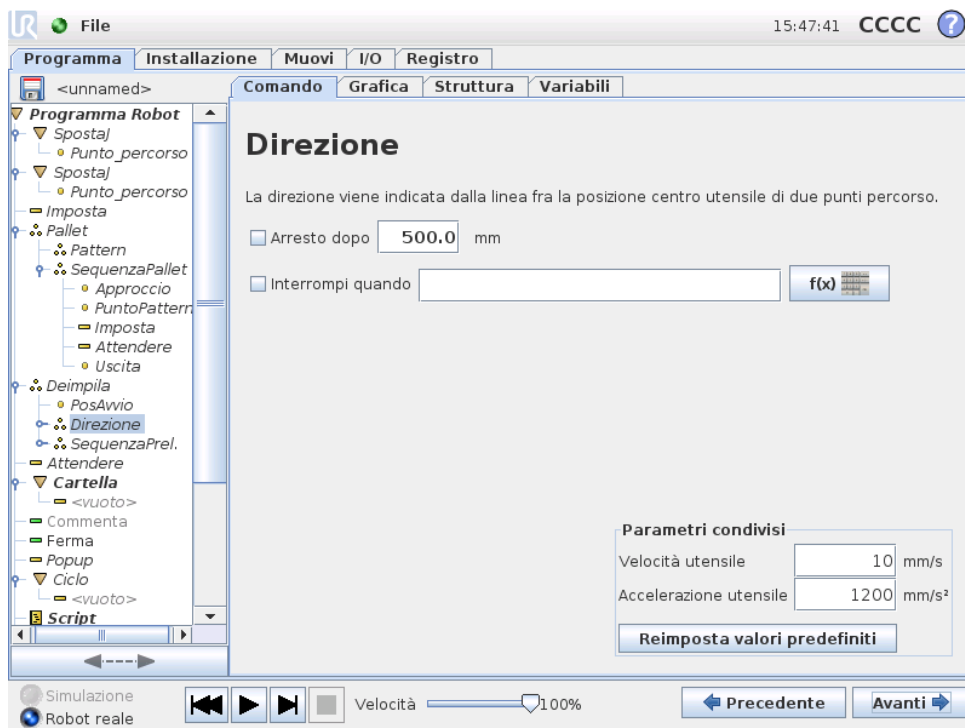 UR File 15:47:41 CCCC ?
Programma Installazione Muovi I/O Registro
<unnamed>
Comando Grafica Struttura Variabili
Programma Robot
SpostaJ
Punto_percorso
SpostaJ
Punto_percorso
Imposta
Pallet
Pattern
SequenzaPallet
Approccio
PuntoPattern
Imposta
Attendere
Uscita
Deimpila
PosAvvio
Direzione
SequenzaPrel.
Attendere
Cartella
<vuoto>
Commenta
Ferma
Popup
Ciclo
<vuoto>
Script
Direzione
La direzione viene indicata dalla linea fra la posizione centro utensile di due punti percorso.
Arresto dopo 500.0 mm
Interrompi quando f(x)
Parametri condivisi
Velocità utensile 10 mm/s
Accelerazione utensile 1200 mm/s²
Reimposta valori predefiniti
Simulazione
Robot reale
Velocità 100%
Precedente Avanti